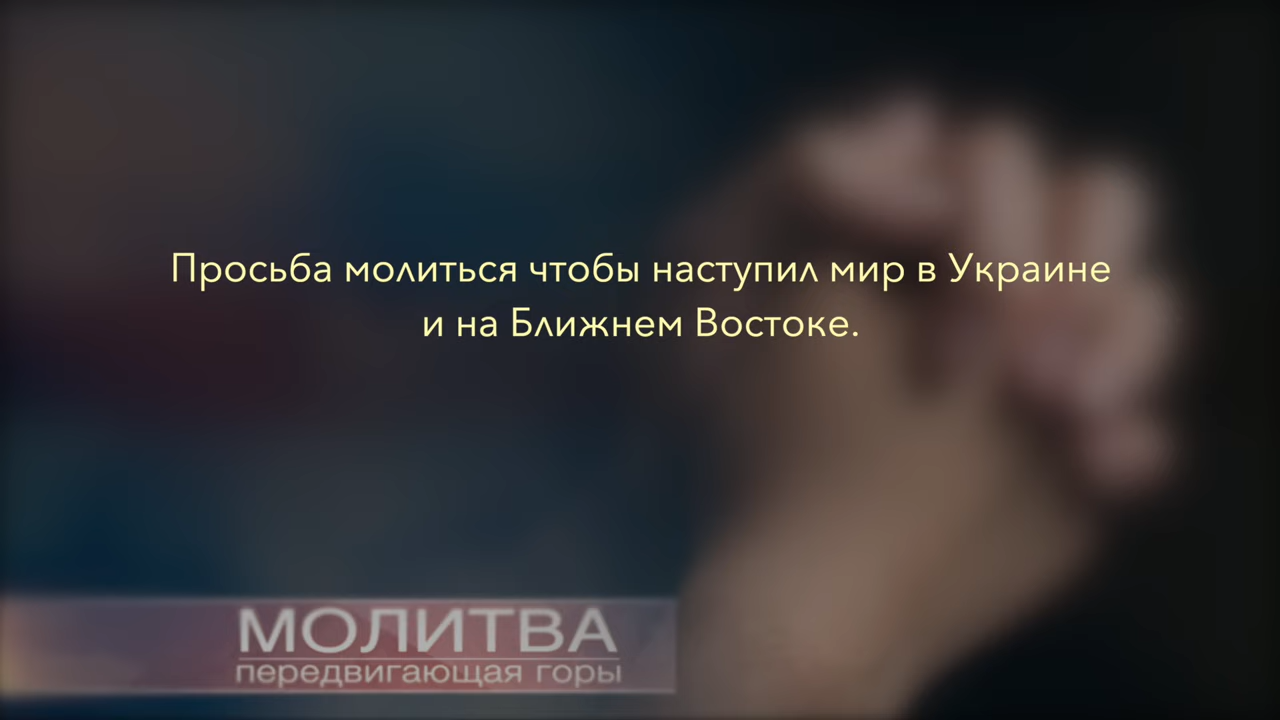 Просьба молиться чтобы наступил мир в Украине
и на Ближнем Востоке.
МОЛИТВА
передвигающая горы